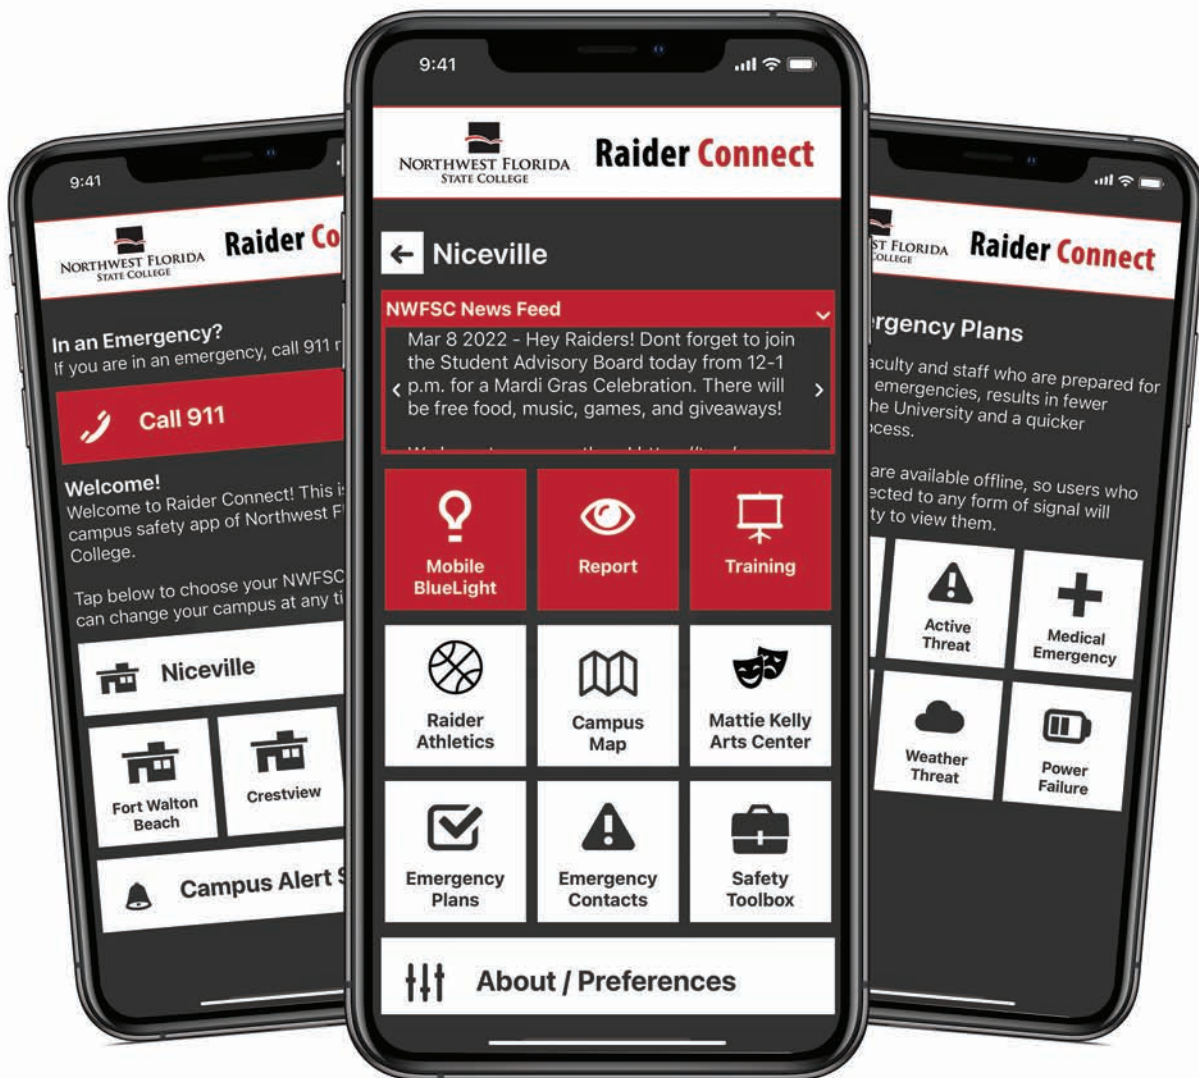 9:41
NORTHWEST FLORIDA
STATE COLLEGE
Raider Co
In an Emergency?
If you are in an emergency, call 911 r
Call 911
Welcome!
Welcome to Raider Connect! This i
campus safety app of Northwest F
College.
Tap below to choose your NWFSC
can change your campus at any ti
Niceville
Fort Walton
Beach
Crestview
Campus Alert S
9:41
NORTHWEST FLORIDA
STATE COLLEGE
Raider Connect
Niceville
NWFSC News Feed
Mar 8 2022 - Hey Raiders! Dont forget to join
the Student Advisory Board today from 12-1
p.m. for a Mardi Gras Celebration. There will
be free food, music, games, and giveaways!
Mobile
BlueLight
Report
Training
Raider
Athletics
Campus
Map
Mattie Kelly
Arts Center
Emergency
Plans
Emergency
Contacts
Safety
Toolbox
About / Preferences
ST FLORIDA
COLLEGE
Raider Connect
rgency Plans
aculty and staff who are prepared for
emergencies, results in fewer
he University and a quicker
ocess.
are available offline, so users who
ected to any form of signal will
ty to view them.
Active
Threat
Medical
Emergency
Weather
Threat
Power
Failure